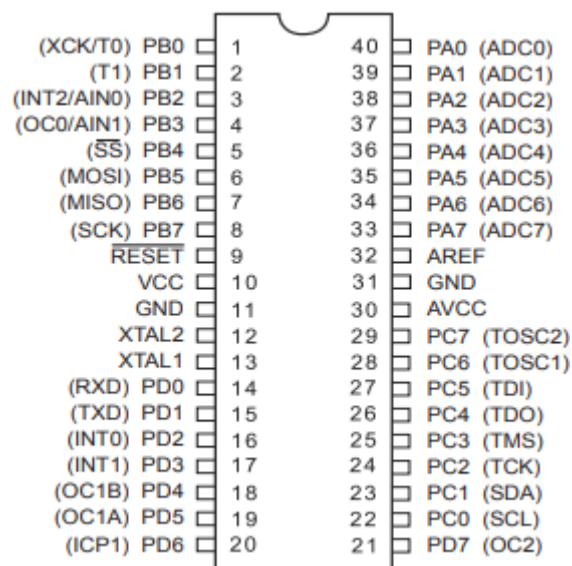 (XCK/T0) PB0 1 40 PA0 (ADC0)
(T1) PB1 2 39 PA1 (ADC1)
(INT2/AIN0) PB2 3 38 PA2 (ADC2)
(OC0/AIN1) PB3 4 37 PA3 (ADC3)
(SS) PB4 5 36 PA4 (ADC4)
(MOSI) PB5 6 35 PA5 (ADC5)
(MISO) PB6 7 34 PA6 (ADC6)
(SCK) PB7 8 33 PA7 (ADC7)
RESET 9 32 AREF
VCC 10 31 GND
GND 11 30 AVCC
XTAL2 12 29 PC7 (TOSC2)
XTAL1 13 28 PC6 (TOSC1)
(RXD) PD0 14 27 PC5 (TDI)
(TXD) PD1 15 26 PC4 (TDO)
(INT0) PD2 16 25 PC3 (TMS)
(INT1) PD3 17 24 PC2 (TCK)
(OC1B) PD4 18 23 PC1 (SDA)
(OC1A) PD5 19 22 PC0 (SCL)
(ICP1) PD6 20 21 PD7 (OC2)